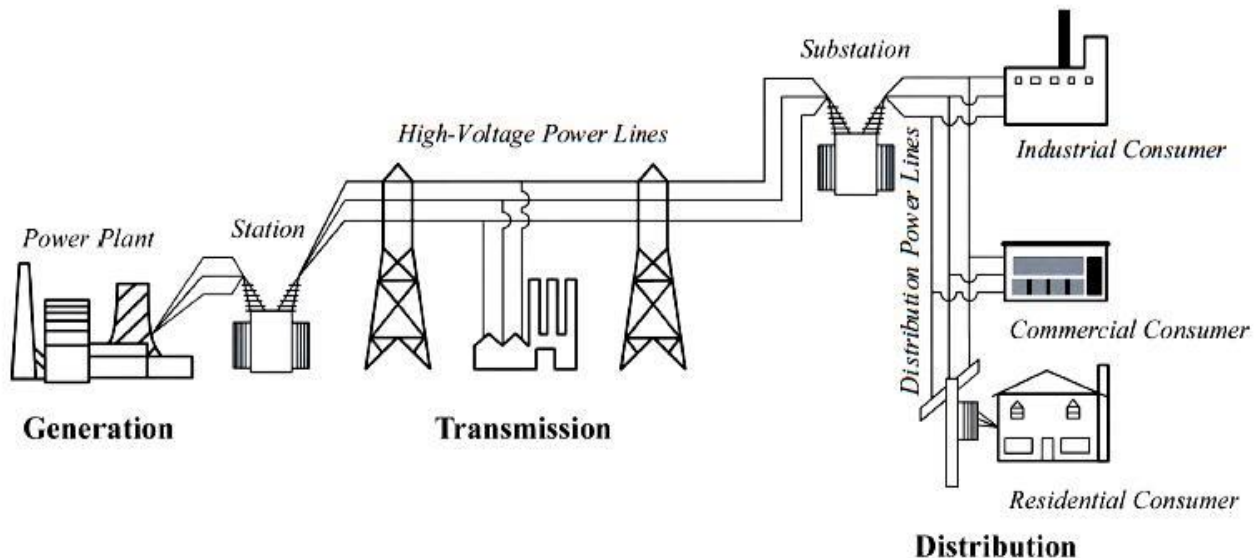 Substation
High-Voltage Power Lines
Industrial Consumer
Power Plant
Station
Distribution Power Lines
Commercial Consumer
Generation
Transmission
Residential Consumer
Distribution